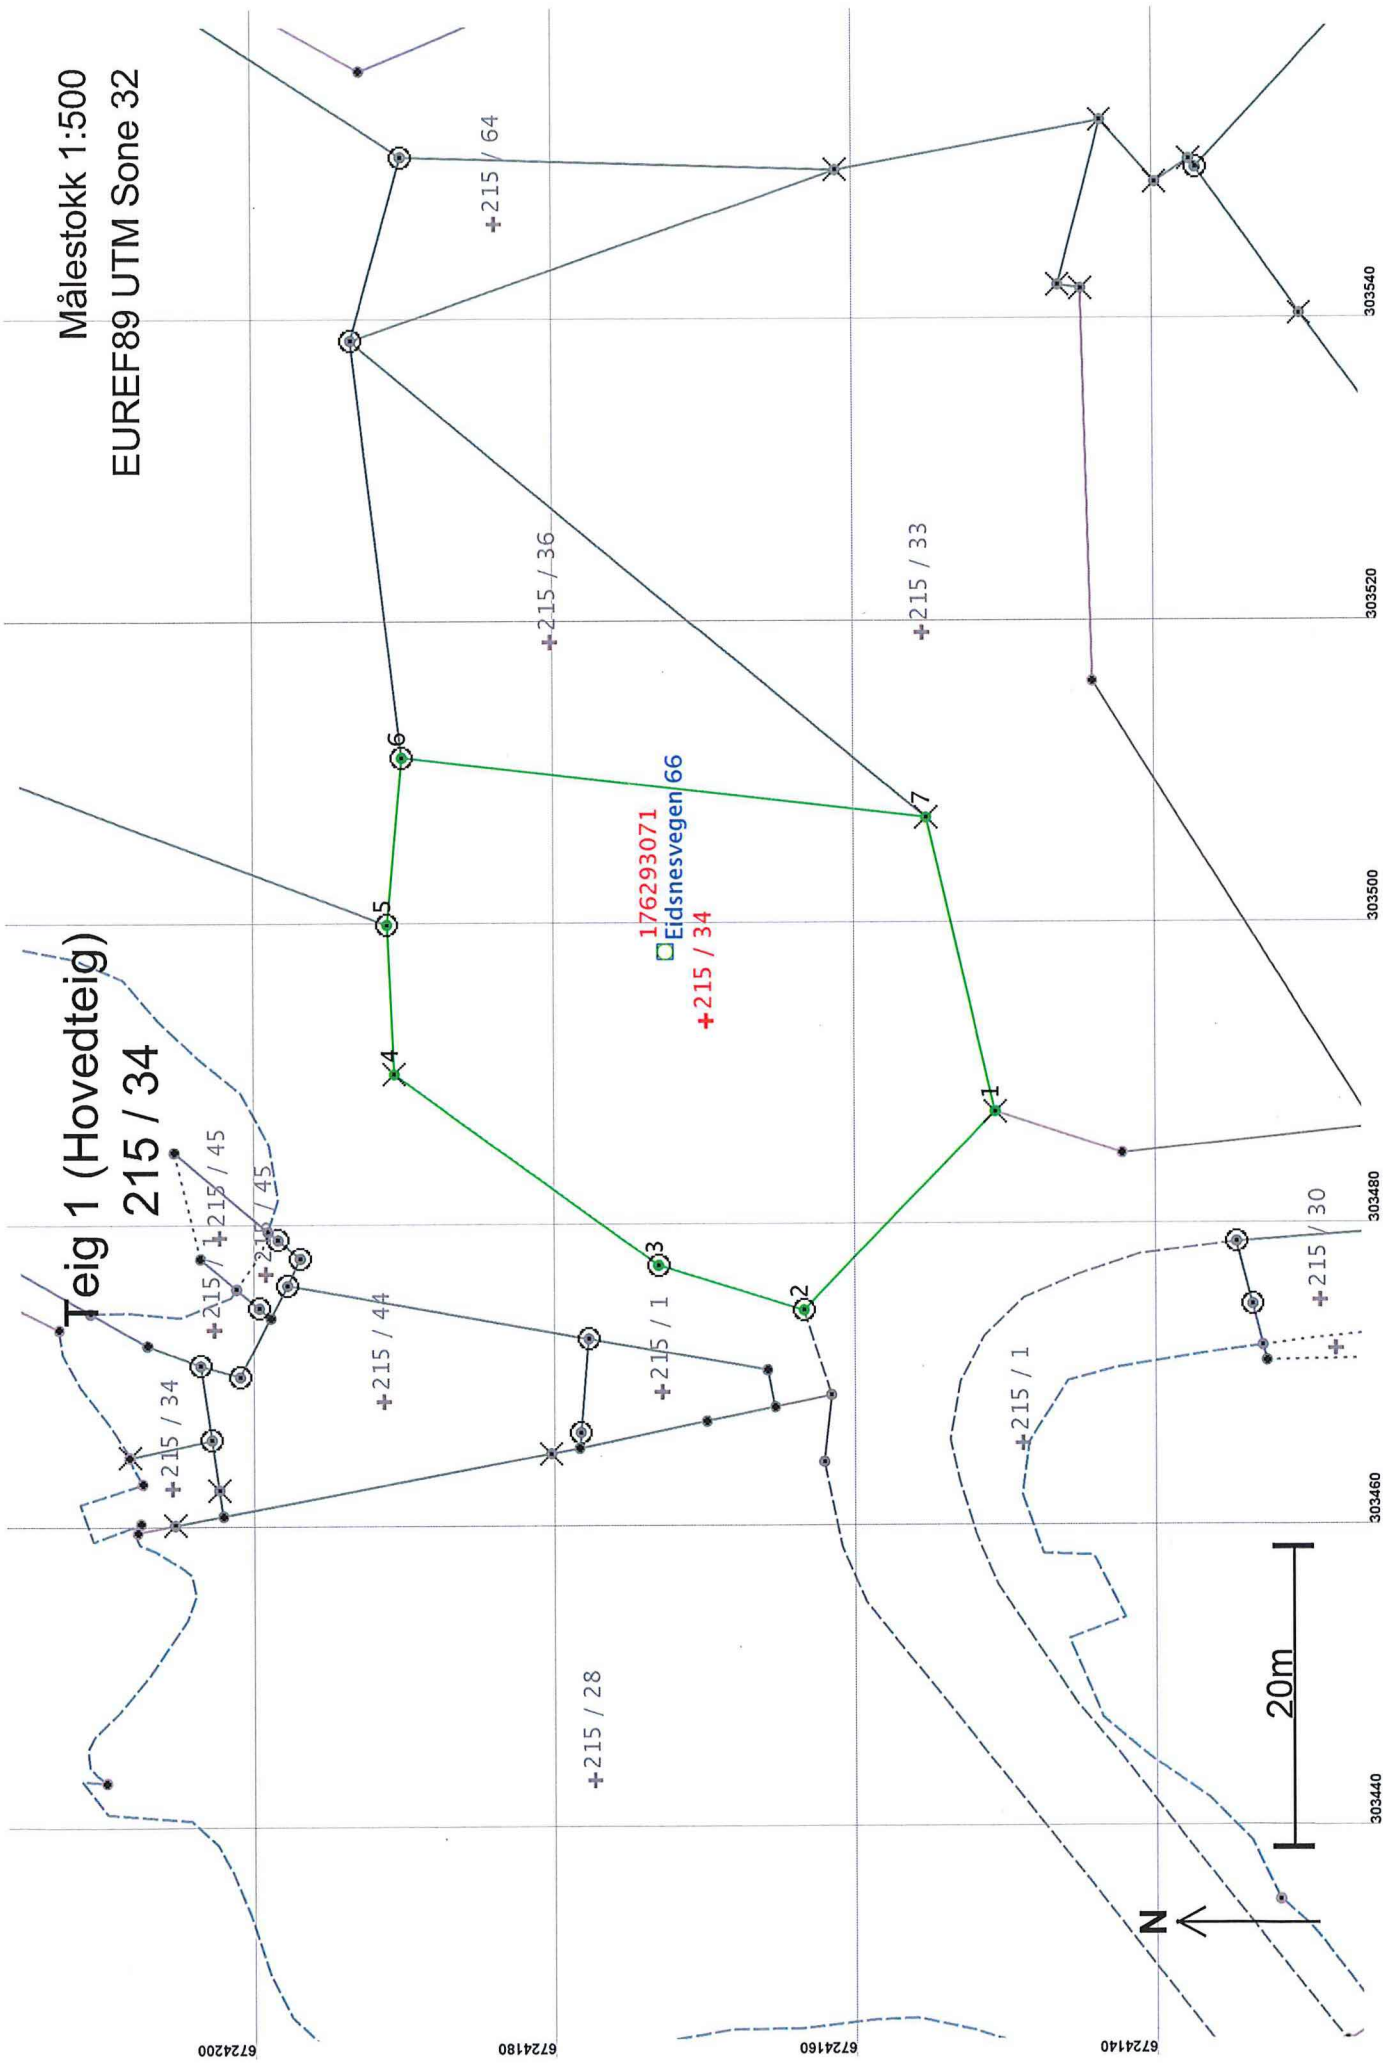 Målestokk 1:500
EUREF89 UTM Sone 32
Teig 1 (Hovedteig)
215 / 34
+215 / 64
+215 / 36
+215 / 33
176293071
Eidsnesvegen 66
+215 / 34
1
2
3
4
5
6
7
+215 / 45
+215 / 1
215 / 45
+215 / 44
+215 / 34
+215 / 1
+215 / 1
+215 / 30
+215 / 28
20m
N
303540
303520
303500
303480
303460
303440
6724200
6724180
6724160
6724140